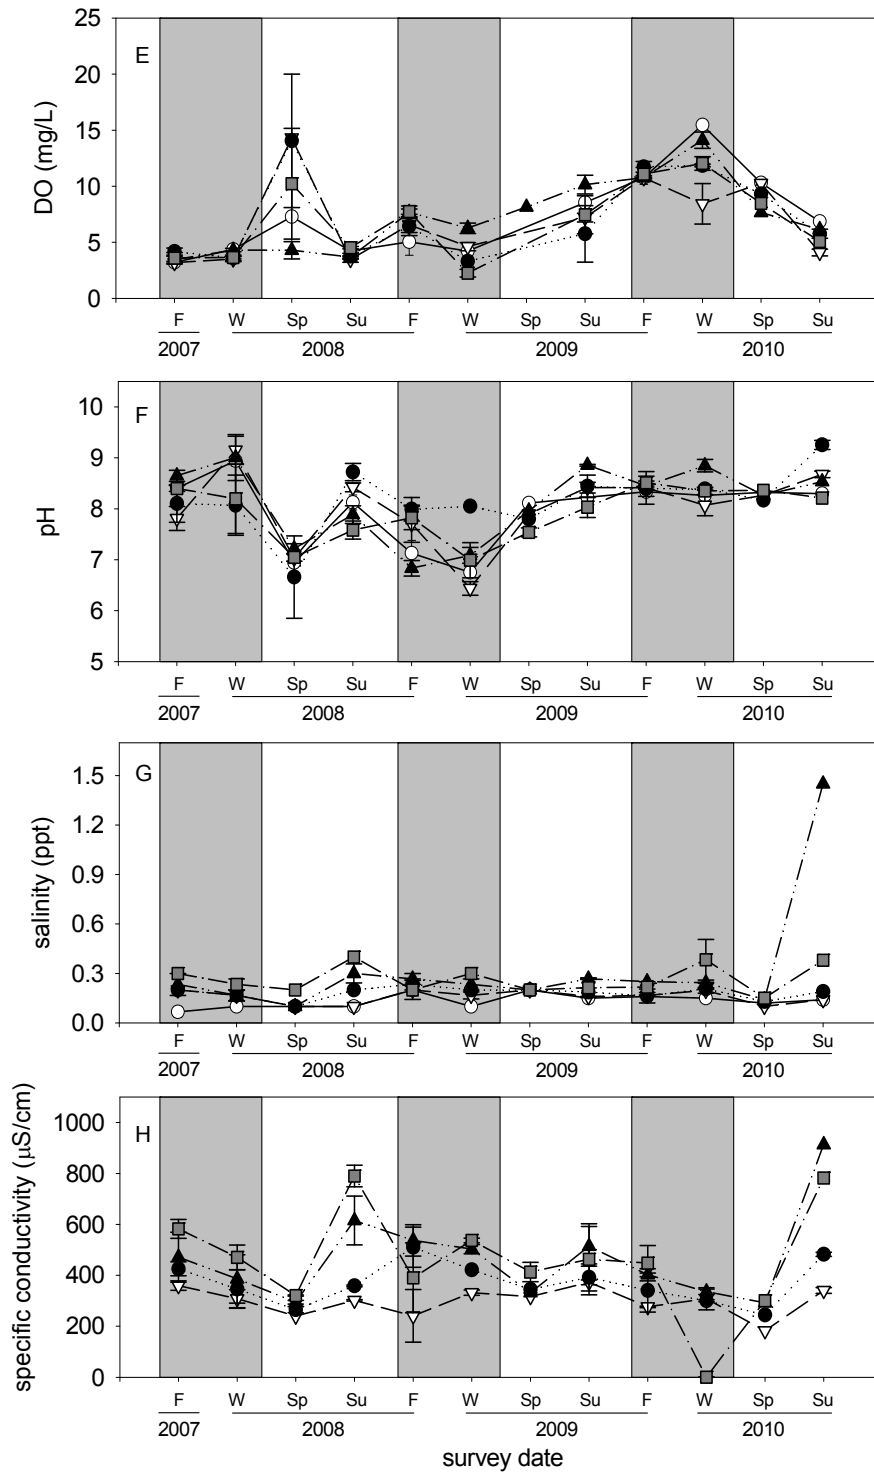 E
DO (mg/L)
25
20
15
10
5
0
F W Sp Su F W Sp Su F W Sp Su
2007 2008 2009 2010
F
pH
10
9
8
7
6
5
F W Sp Su F W Sp Su F W Sp Su
2007 2008 2009 2010
G
salinity (ppt)
1.5
1.2
0.9
0.6
0.3
0.0
F W Sp Su F W Sp Su F W Sp Su
2007 2008 2009 2010
H
specific conductivity (μS/cm)
1000
800
600
400
200
0
F W Sp Su F W Sp Su F W Sp Su
2007 2008 2009 2010
survey date